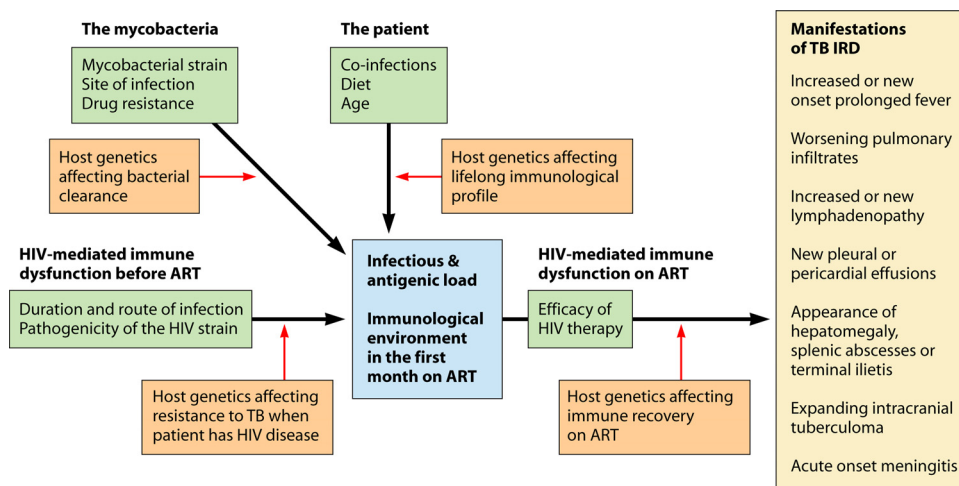 The mycobacteria
Mycobacterial strain
Site of infection
Drug resistance
The patient
Co-infections
Diet
Age
Host genetics
affecting bacterial
clearance
Host genetics affecting
lifelong immunological
profile
HIV-mediated immune
dysfunction before ART
Duration and route of infection
Pathogenicity of the HIV strain
Host genetics affecting
resistance to TB when
patient has HIV disease
Infectious &
antigenic load
Immunological
environment
in the first
month on ART
HIV-mediated immune
dysfunction on ART
Efficacy of
HIV therapy
Host genetics affecting
immune recovery
on ART
Manifestations
of TB IRD
Increased or new
onset prolonged fever
Worsening pulmonary
infiltrates
Increased or new
lymphadenopathy
New pleural or
pericardial effusions
Appearance of
hepatomegaly,
splenic abscesses or
terminal ilietis
Expanding intracranial
tuberculoma
Acute onset meningitis